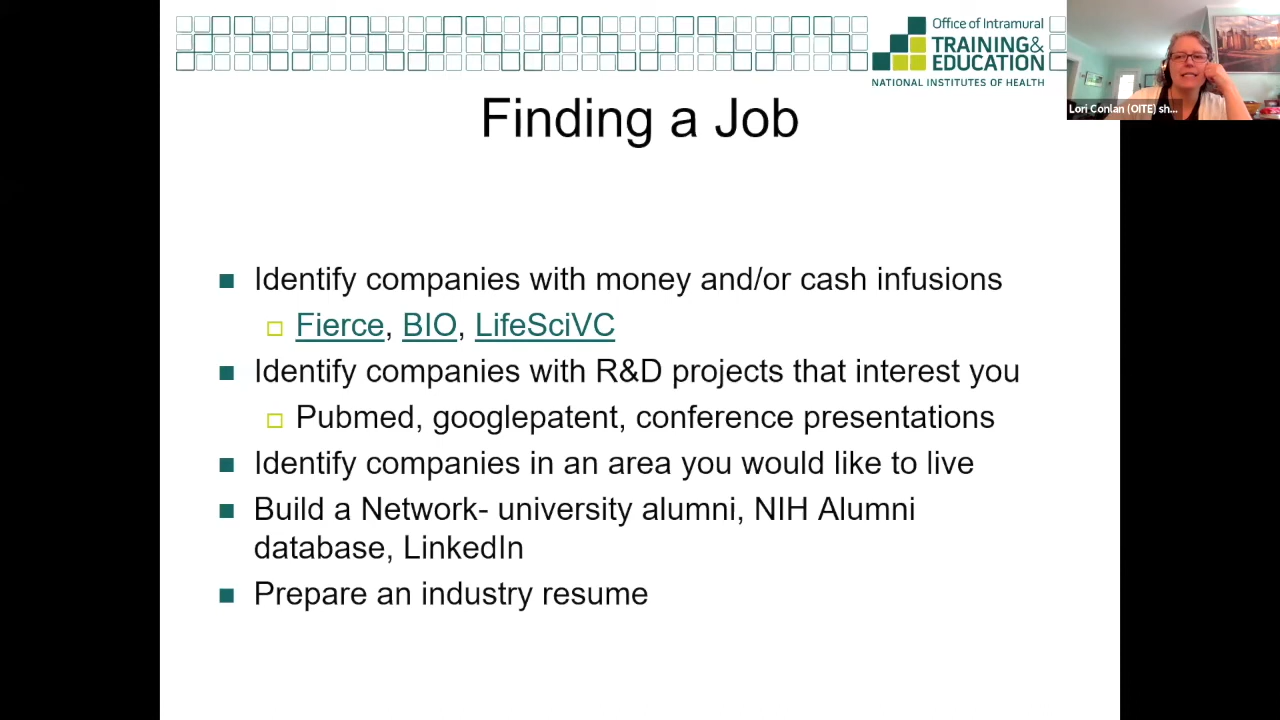 Office of Intramural
TRAINING&
EDUCATION
NATIONAL INSTITUTES OF HEALTH
Lori Conlan (OITE) sh...
Finding a Job
Identify companies with money and/or cash infusions
Fierce, BIO, LifeSciVC
Identify companies with R&D projects that interest you
Pubmed, googlepatent, conference presentations
Identify companies in an area you would like to live
Build a Network- university alumni, NIH Alumni
database, LinkedIn
Prepare an industry resume